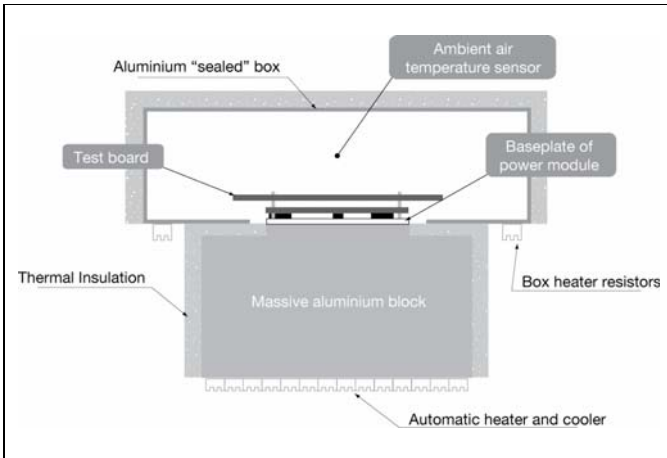 Aluminium “sealed” box
Ambient air
temperature sensor
Test board
Baseplate of
power module
Thermal Insulation
Massive aluminium block
Box heater resistors
Automatic heater and cooler